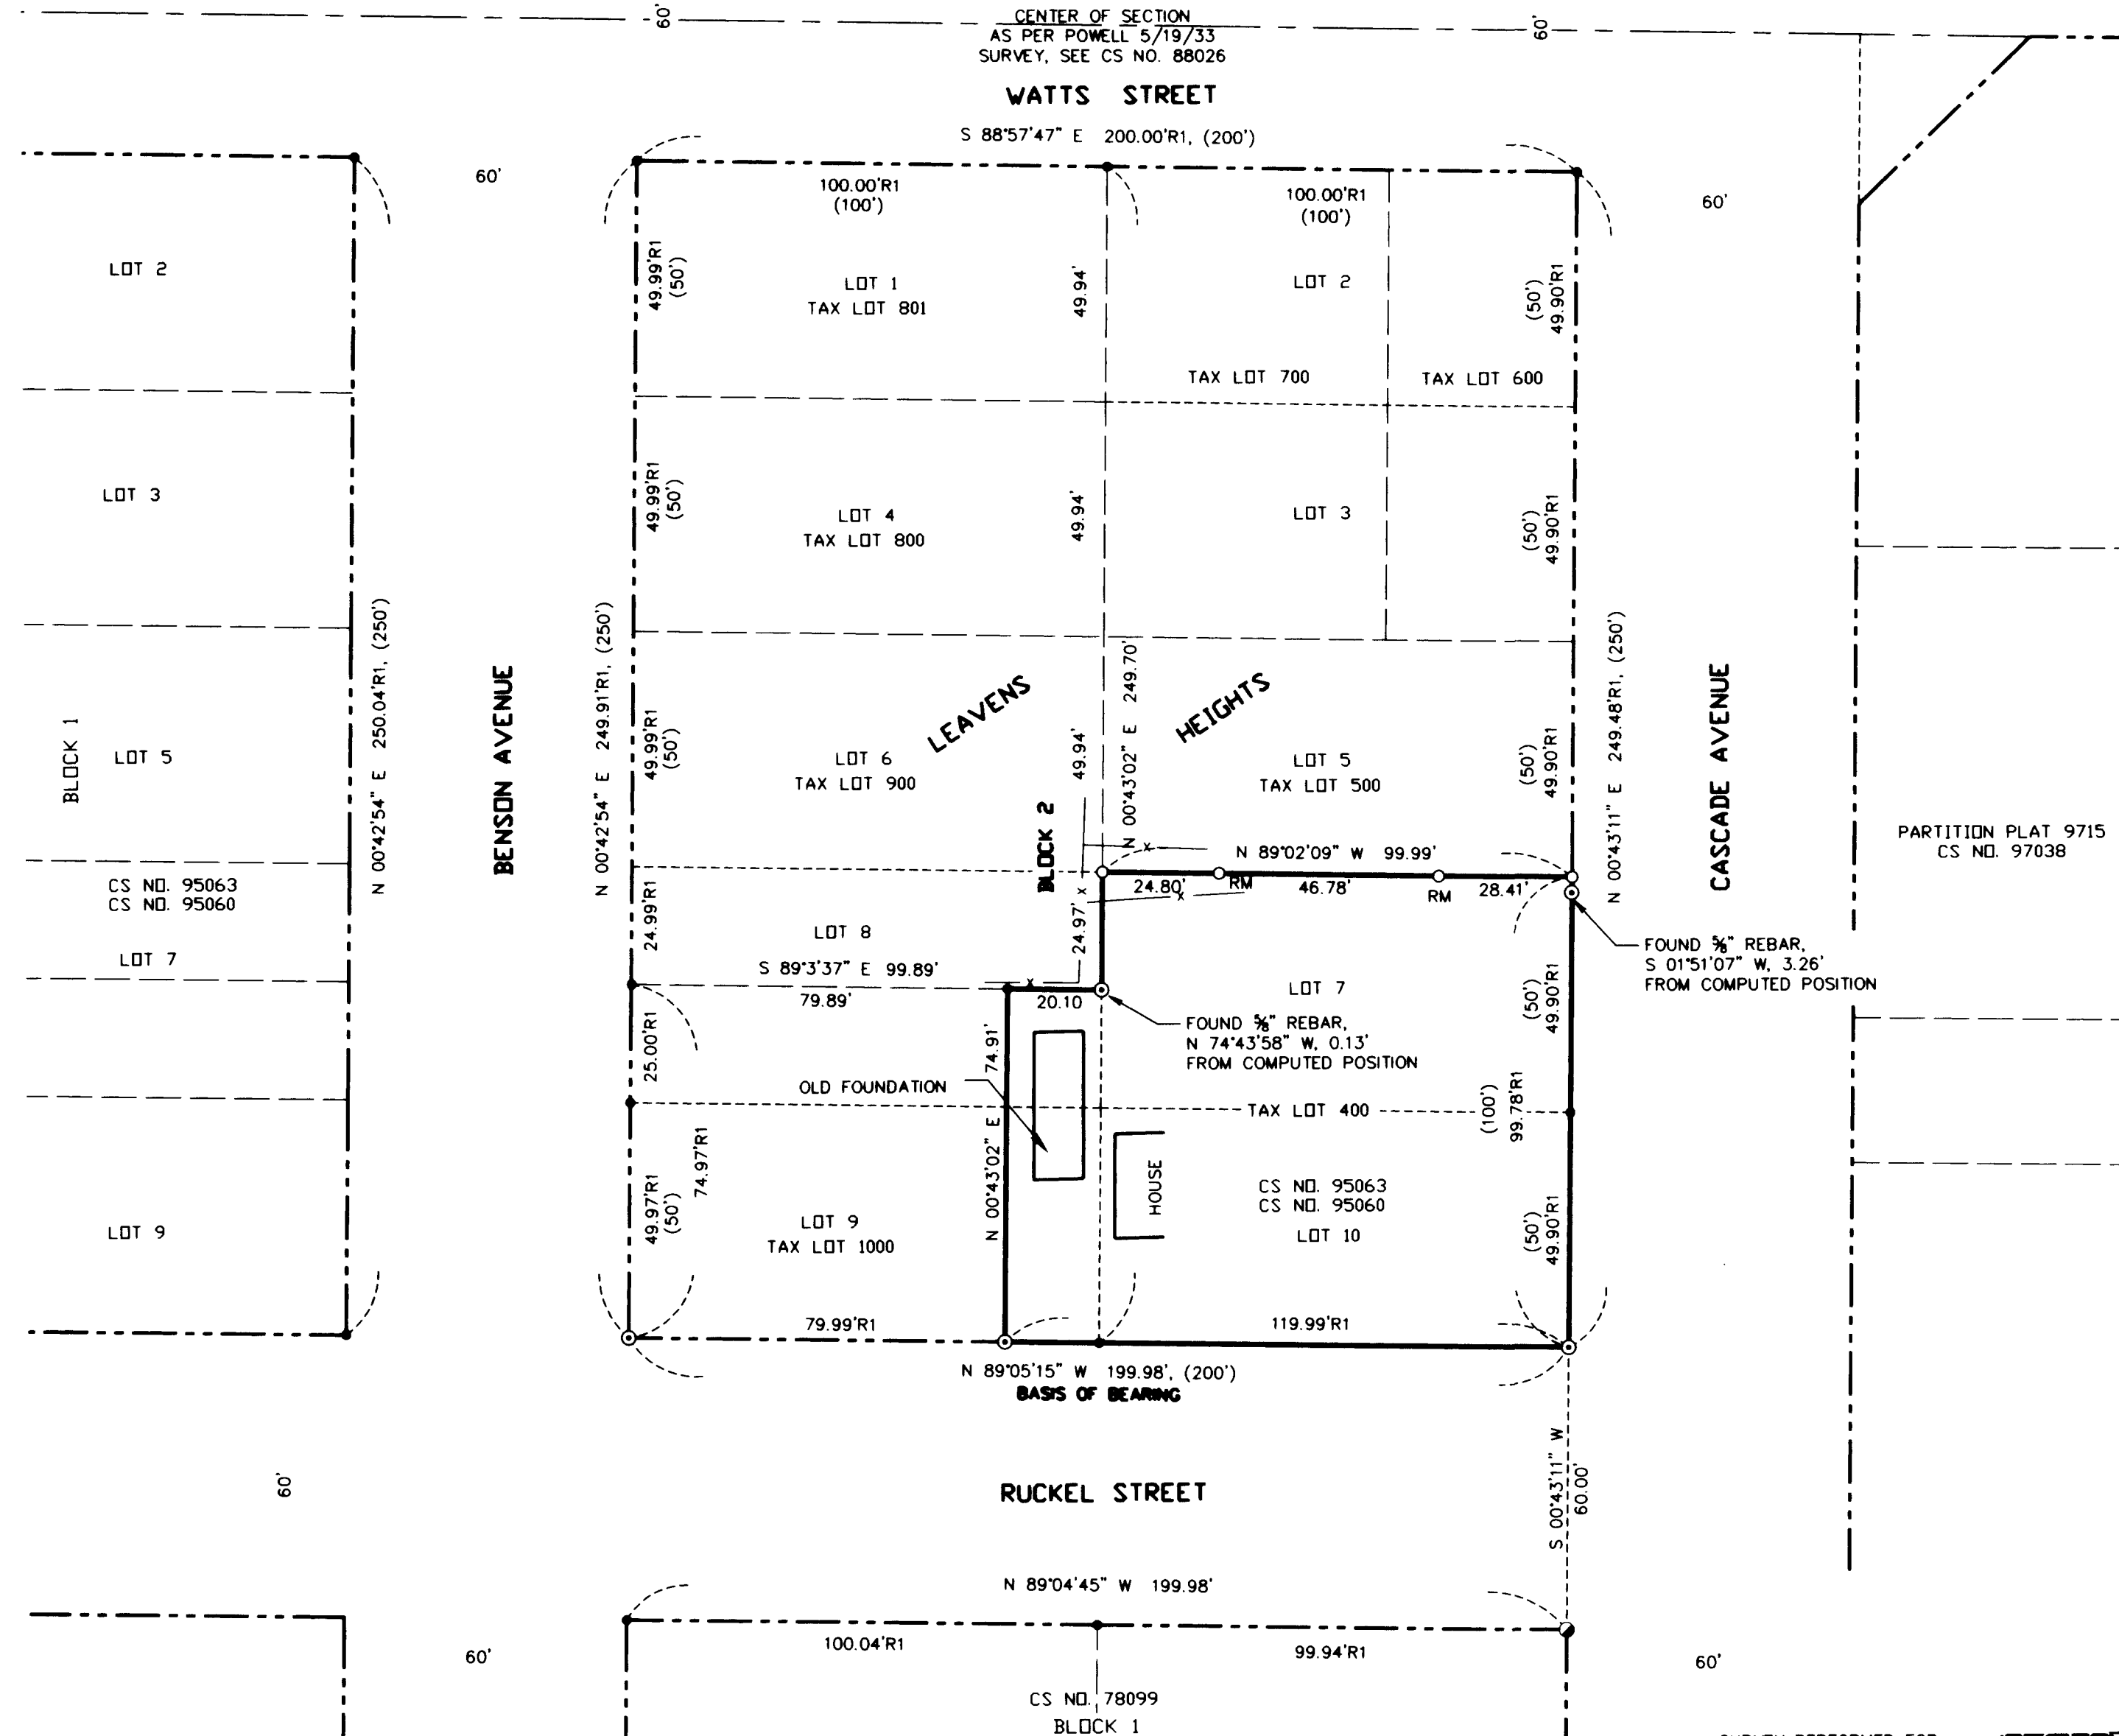 60'
CENTER OF SECTION
AS PER POWELL 5/19/33
SURVEY, SEE CS NO. 88026
60'
WATTS STREET
S 88°57'47" E 200.00'R1, (200')
60'
100.00'R1
(100')
100.00'R1
(100')
60'
LOT 2
49.99'R1
(50')
LOT 1
TAX LOT 801
49.94'
LOT 2
(50')
49.90'R1
TAX LOT 700
TAX LOT 600
LOT 3
49.99'R1
(50')
LOT 4
TAX LOT 800
49.94'
LOT 3
(50')
49.90'R1
BLOCK 1
LOT 5
N 00°42'54" E 250.04'R1, (250')
BENSON AVENUE
N 00°42'54" E 249.91'R1, (250')
49.99'R1
(50')
LOT 6
TAX LOT 900
LEAVENS
HEIGHTS
BLOCK 2
49.94'
N 00°43'02" E 249.70'
LOT 5
TAX LOT 500
(50')
49.90'R1
N 00°43'11" E 249.48'R1, (250')
CASCADE AVENUE
PARTITION PLAT 9715
CS NO. 97038
x
N 89°02'09" W 99.99'
CS NO. 95063
CS NO. 95060
24.80'
RM
46.78'
RM
28.41'
x
x
24.97'
LOT 7
24.99'R1
LOT 8
S 89°3'37" E 99.89'
79.89'
x
20.10
LOT 7
FOUND 5/8" REBAR,
S 01°51'07" W, 3.26'
FROM COMPUTED POSITION
FOUND 5/8" REBAR,
N 74°43'58" W, 0.13'
FROM COMPUTED POSITION
(50')
49.90'R1
25.00'R1
OLD FOUNDATION
N 00°43'02" E 74.91'
TAX LOT 400
(100')
99.78'R1
LOT 9
49.97'R1
(50')
74.97'R1
LOT 9
TAX LOT 1000
HOUSE
CS NO. 95063
CS NO. 95060
LOT 10
(50')
49.90'R1
79.99'R1
119.99'R1
N 89°05'15" W 199.98', (200')
BASIS OF BEARING
60'
RUCKEL STREET
S 00°43'11" W
60.00'
N 89°04'45" W 199.98'
60'
100.04'R1
99.94'R1
60'
CS NO. 78099
BLOCK 1